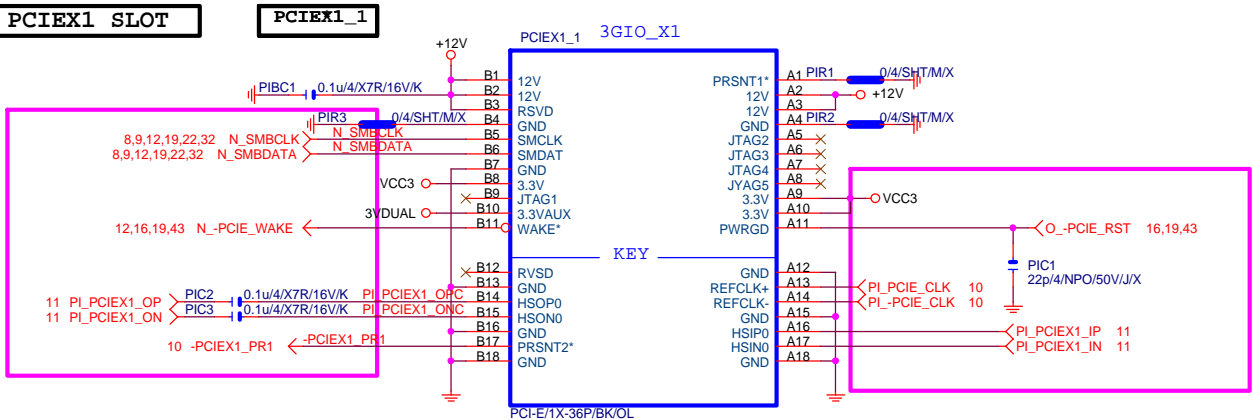 PCIEX1 SLOT
PCIEX1_1
PCIEX1_1 3GIO_X1
+12V
B1 12V PRSNT1* A1 PIR1 0/4/SHT/M/X
PIBC1 0.1u/4/X7R/16V/K B2 12V 12V A2 +12V
B3 RSVD 12V A3
PIR3 0/4/SHT/M/X B4 GND GND A4 PIR2 0/4/SHT/M/X
8,9,12,19,22,32 N_SMBCLK N_SMBCLK B5 SMCLK JTAG2 A5
8,9,12,19,22,32 N_SMBDATA N_SMBDATA B6 SMDAT JTAG3 A6
B7 GND JTAG4 A7
VCC3 B8 3.3V JYAG5 A8
B9 JTAG1 3.3V A9 VCC3
3VDUAL B10 3.3VAUX 3.3V A10
12,16,19,43 N_-PCIE_WAKE B11 WAKE* PWRGD A11 O_-PCIE_RST 16,19,43
KEY
PIC1
22p/4/NPO/50V/J/X
B12 RVSD GND A12
B13 GND REFCLK+ A13 PI_PCIE_CLK 10
11 PI_PCIEX1_OP PIC2 0.1u/4/X7R/16V/K PI_PCIEX1_OPC B14 HSOP0 REFCLK- A14 PI_-PCIE_CLK 10
11 PI_PCIEX1_ON PIC3 0.1u/4/X7R/16V/K PI_PCIEX1_ONC B15 HSON0 GND A15
B16 GND HSIP0 A16 PI_PCIEX1_IP 11
10 -PCIEX1_PR1 -PCIEX1_PR1 B17 PRSNT2* HSIN0 A17 PI_PCIEX1_IN 11
B18 GND GND A18
PCI-E/1X-36P/BK/OL